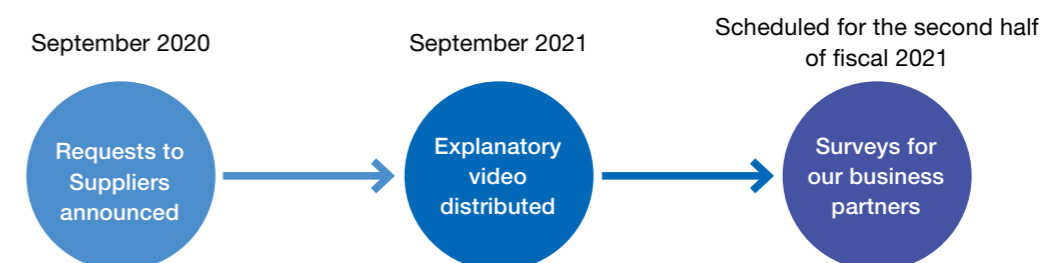 September 2020
Requests to
Suppliers
announced
September 2021
Explanatory
video
distributed
Scheduled for the second half
of fiscal 2021
Surveys for
our business
partners